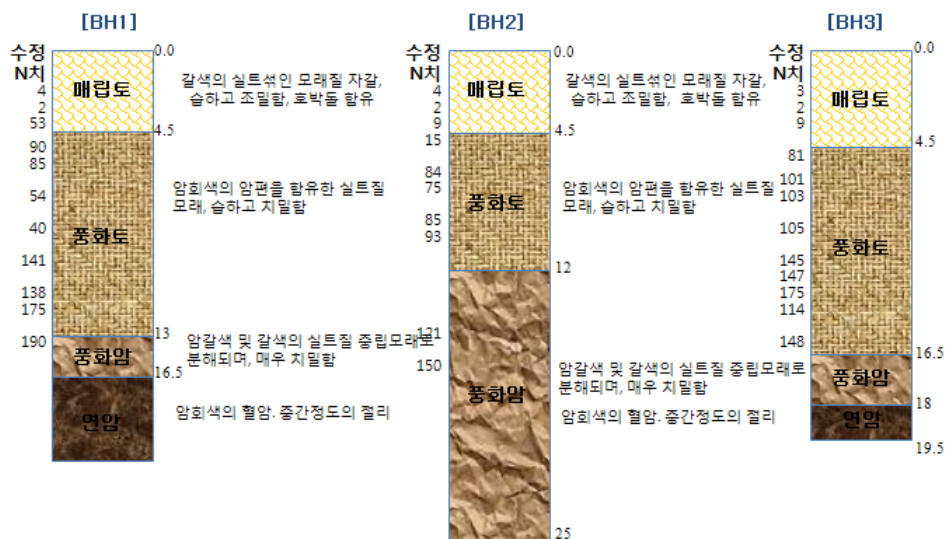 [BH1]
수정
N치
4
2
53
90
85
54
40
141
138
175
190
0.0
4.5
13
16.5
매립토
풍화토
풍화암
연암
갈색의 실트섞인 모래질 자갈,
습하고 조밀함, 호박돌 함유
암회색의 암편을 함유한 실트질
모래, 습하고 치밀함
암갈색 및 갈색의 실트질 중립모래로
분해되며, 매우 치밀함
암회색의 혈암. 중간정도의 절리
[BH2]
수정
N치
4
2
9
15
84
75
85
93
121
150
0.0
4.5
12
25
매립토
풍화토
풍화암
갈색의 실트섞인 모래질 자갈,
습하고 조밀함, 호박돌 함유
암회색의 암편을 함유한 실트질
모래, 습하고 치밀함
암갈색 및 갈색의 실트질 중립모래로
분해되며, 매우 치밀함
암회색의 혈암. 중간정도의 절리
[BH3]
수정
N치
3
2
9
81
101
103
105
145
147
175
114
148
0.0
4.5
16.5
18
19.5
매립토
풍화토
풍화암
연암